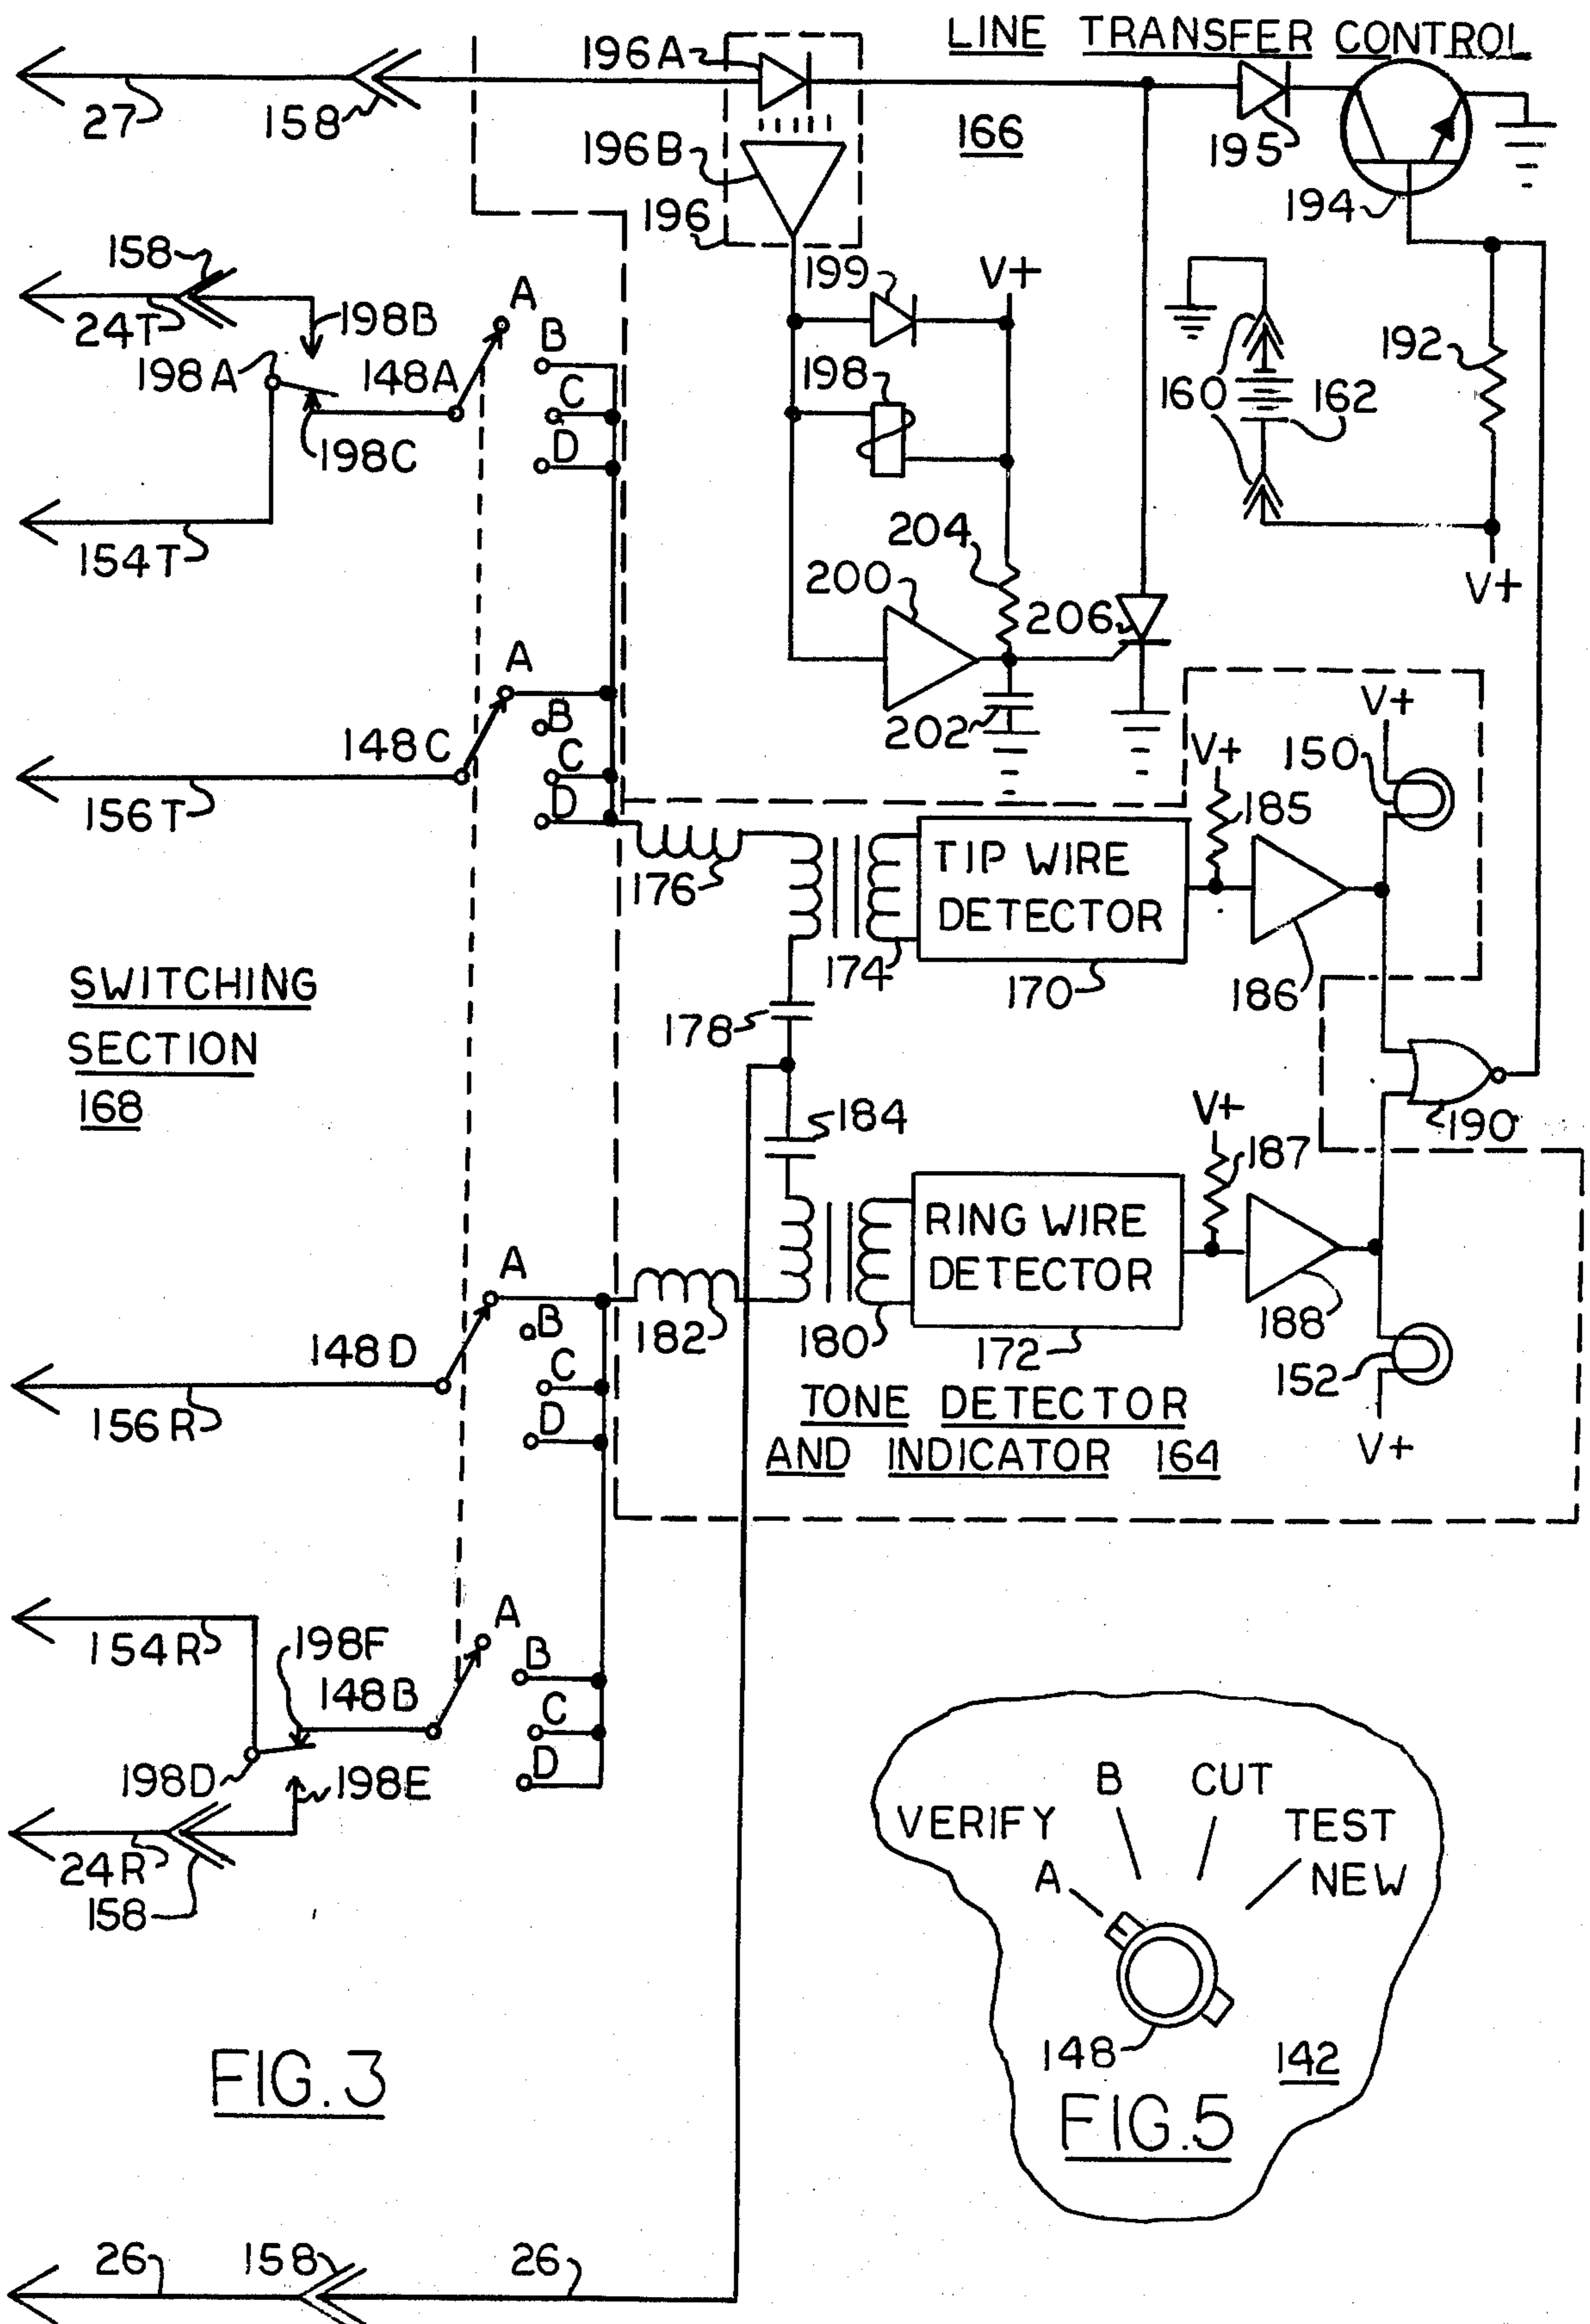 LINE TRANSFER CONTROL
196A
27
158
196B
166
195
196
194
158
199
V+
A
24T
198B
B
192
198A
148A
198
160
162
C
198C
D
204
154T
200
V+
206
A
B
148C
C
202
V+
V+
150
156T
D
185
176
TIP WIRE
DETECTOR
174
170
186
SWITCHING
SECTION
168
178
184
V+
190
187
RING WIRE
DETECTOR
A
B
182
180
172
188
148D
C
152
156R
D
TONE DETECTOR
AND INDICATOR 164
V+
A
154R
198F
B
148B
C
198D
198E
D
24R
158
B CUT
VERIFY TEST
A NEW
148
142
FIG. 3
FIG. 5
26
158
26